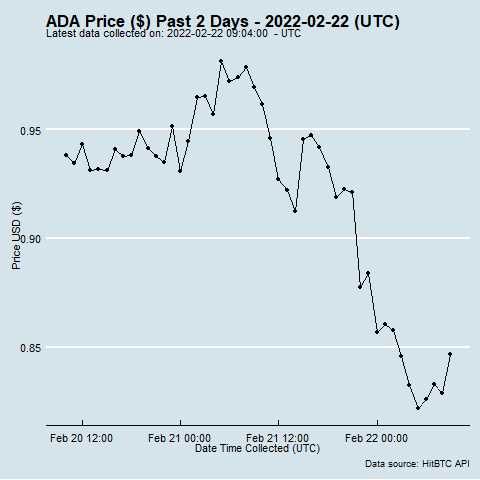 ADA Price ($) Past 2 Days - 2022-02-22 (UTC)
Latest data collected on: 2022-02-22 09:04:00 - UTC
Price USD ($)
0.95
0.90
0.85
Feb 20 12:00
Feb 21 00:00
Feb 21 12:00
Feb 22 00:00
Date Time Collected (UTC)
Data source: HitBTC API